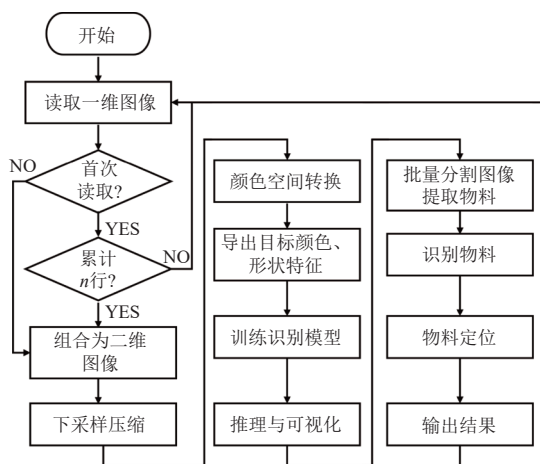 开始
读取一维图像
NO
首次
读取?
YES
累计
n行?
NO
YES
组合为二维
图像
下采样压缩
颜色空间转换
导出目标颜色、
形状特征
训练识别模型
推理与可视化
批量分割图像
提取物料
识别物料
物料定位
输出结果